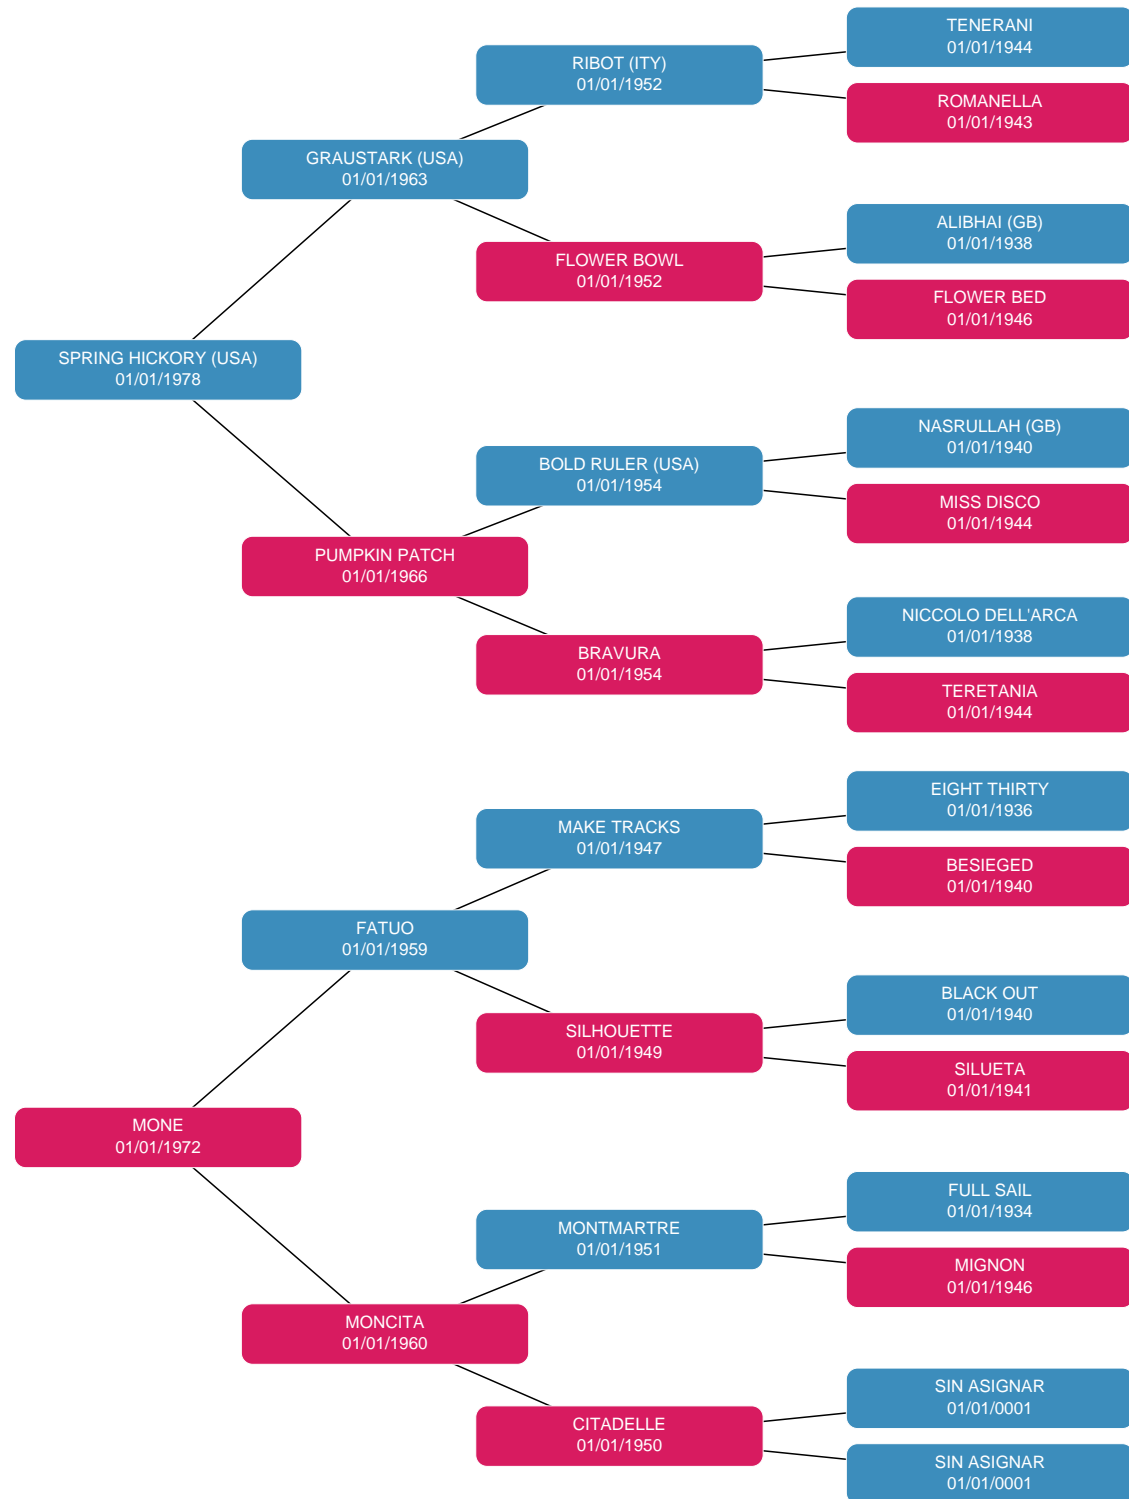 TENERANI
01/01/1944
RIBOT (ITY)
01/01/1952
ROMANELLA
01/01/1943
GRAUSTARK (USA)
01/01/1963
ALIBHAI (GB)
01/01/1938
FLOWER BOWL
01/01/1952
FLOWER BED
01/01/1946
SPRING HICKORY (USA)
01/01/1978
NASRULLAH (GB)
01/01/1940
BOLD RULER (USA)
01/01/1954
MISS DISCO
01/01/1944
PUMPKIN PATCH
01/01/1966
NICCOLO DELL'ARCA
01/01/1938
BRAVURA
01/01/1954
TERETANIA
01/01/1944
EIGHT THIRTY
01/01/1936
MAKE TRACKS
01/01/1947
BESIEGED
01/01/1940
FATUO
01/01/1959
BLACK OUT
01/01/1940
SILHOUETTE
01/01/1949
SILUETA
01/01/1941
MONE
01/01/1972
FULL SAIL
01/01/1934
MONTMARTRE
01/01/1951
MIGNON
01/01/1946
MONCITA
01/01/1960
SIN ASIGNAR
01/01/0001
CITADELLE
01/01/1950
SIN ASIGNAR
01/01/0001